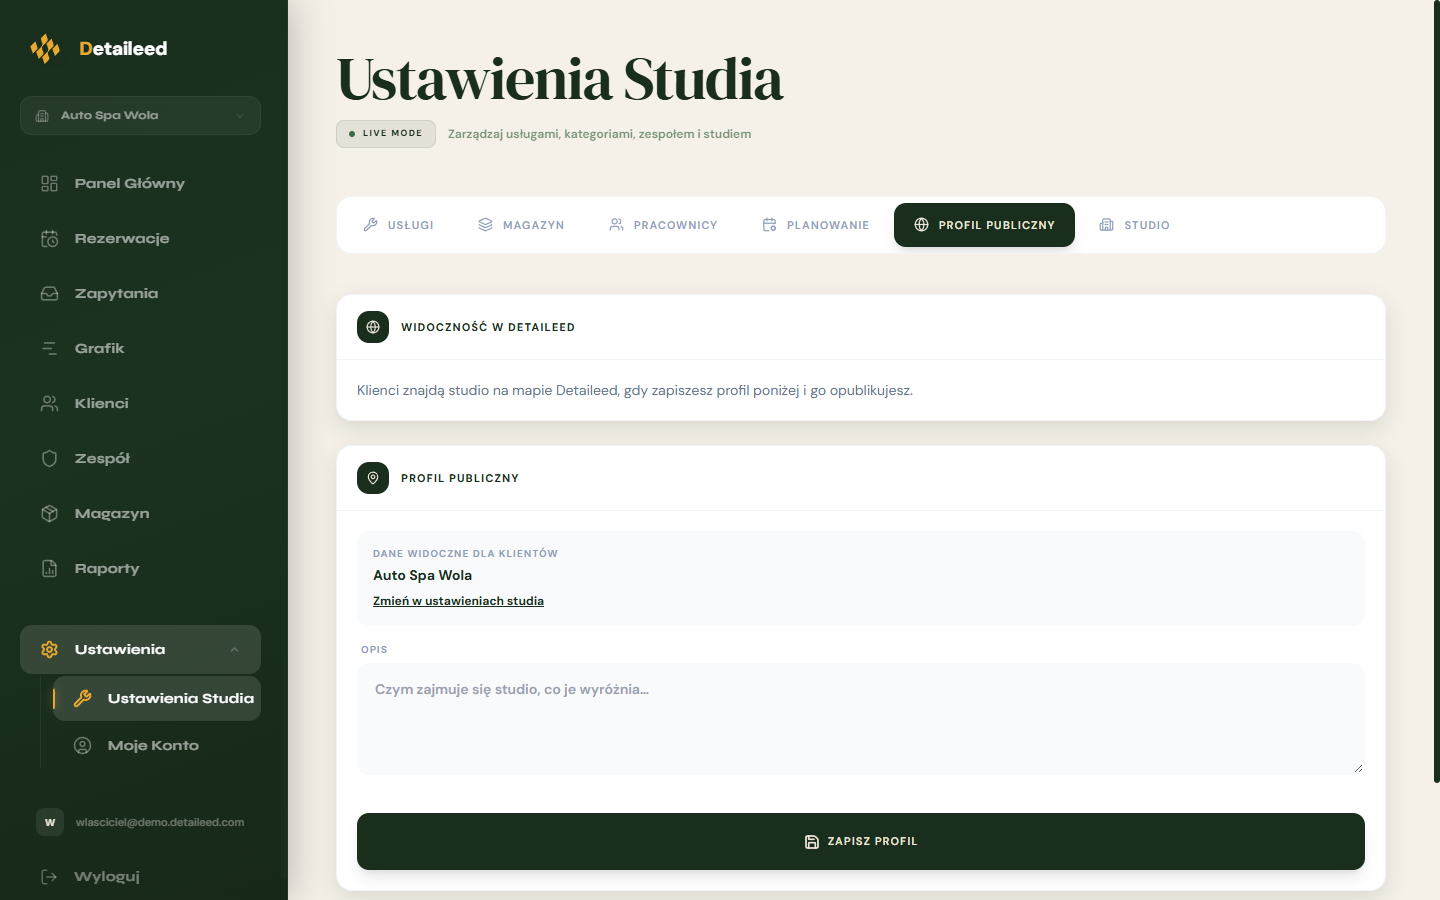 Detaileed
Auto Spa Wola
Panel Główny
Rezerwacje
Zapytania
Grafik
Klienci
Zespół
Magazyn
Raporty
Ustawienia
Ustawienia Studia
Moje Konto
W
wlasciciel@demo.detaileed.com
Wyloguj
Ustawienia Studia
LIVE MODE
Zarządzaj usługami, kategoriami, zespołem i studiem
USŁUGI
MAGAZYN
PRACOWNICY
PLANOWANIE
PROFIL PUBLICZNY
STUDIO
WIDOCZNOŚĆ W DETAILEED
Klienci znajdą studio na mapie Detaileed, gdy zapiszesz profil poniżej i go opublikujesz.
PROFIL PUBLICZNY
DANE WIDOCZNE DLA KLIENTÓW
Auto Spa Wola
Zmień w ustawieniach studia
OPIS
Czym zajmuje się studio, co je wyróżnia...
ZAPISZ PROFIL